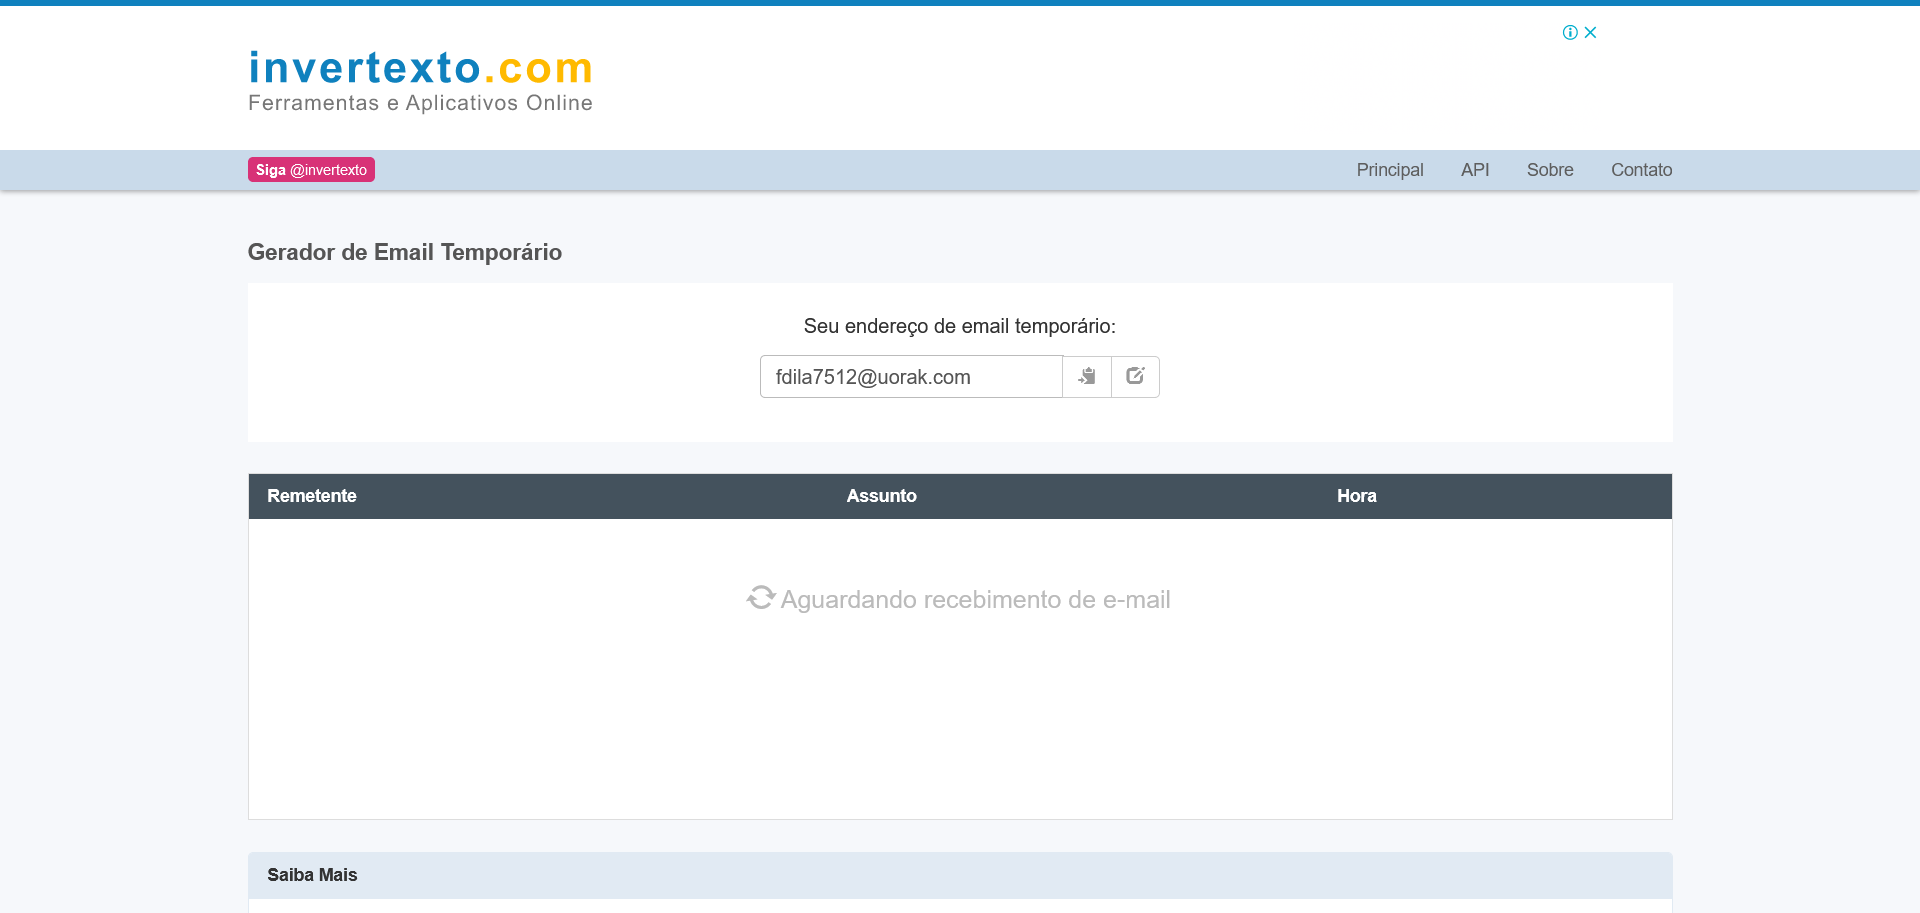 invertexto.com
Ferramentas e Aplicativos Online
Siga @invertexto
Principal API Sobre Contato
Gerador de Email Temporário
Seu endereço de email temporário:
fdila7512@uorak.com
Remetente Assunto Hora
Aguardando recebimento de e-mail
Saiba Mais